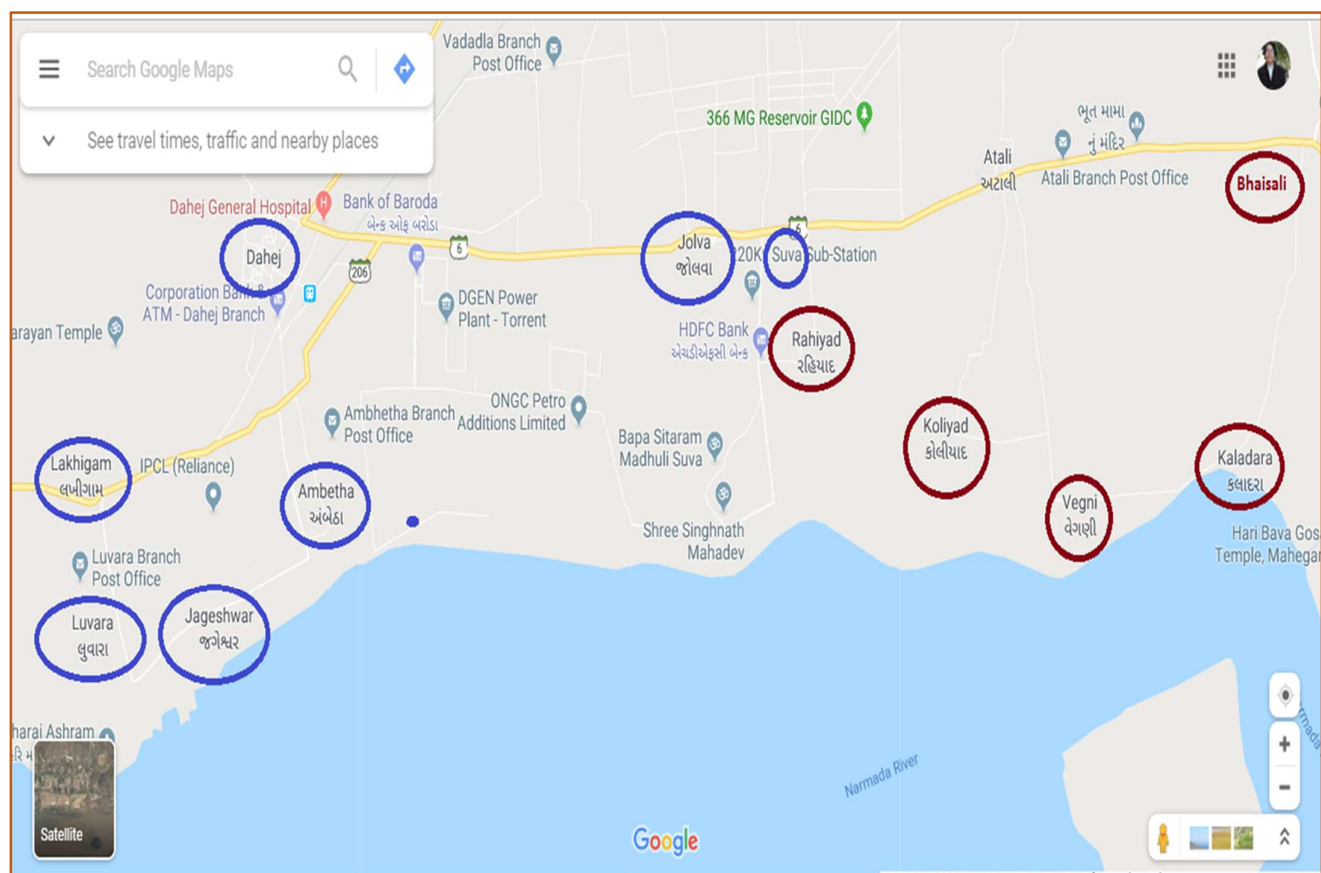 Search Google Maps
See travel times, traffic and nearby places
Vadadla Branch
Post Office
366 MG Reservoir GIDC
ભૂત મામા
નું મંદિર
Atali
અટાલી
Atali Branch Post Office
Bhaisali
Dahej General Hospital
H
Bank of Baroda
બેન્ક ઓફ બરોડા
Dahej
6
206
Jolva
જોલવા
6
Suva Sub-Station
Corporation Bank &
ATM - Dahej Branch
DGEN Power
Plant - Torrent
arayan Temple
HDFC Bank
એચડીએફસી બેન્ક
Rahiyad
રહિયાદ
ONGC Petro
Additions Limited
Ambhetha Branch
Post Office
Bapa Sitaram
Madhuli Suva
Koliyad
કોલીયાદ
Kaladara
કલાદરા
Lakhigam
લખીગામ
IPCL (Reliance)
Ambetha
અંબેઠા
Vegni
વેગણી
Shree Singhnath
Mahadev
Hari Bava Gos
Temple, Mahegar
Luvara Branch
Post Office
Luvara
લુવારા
Jageshwar
જાગેશ્વર
harai Ashram
Narmada River
Satellite
Google